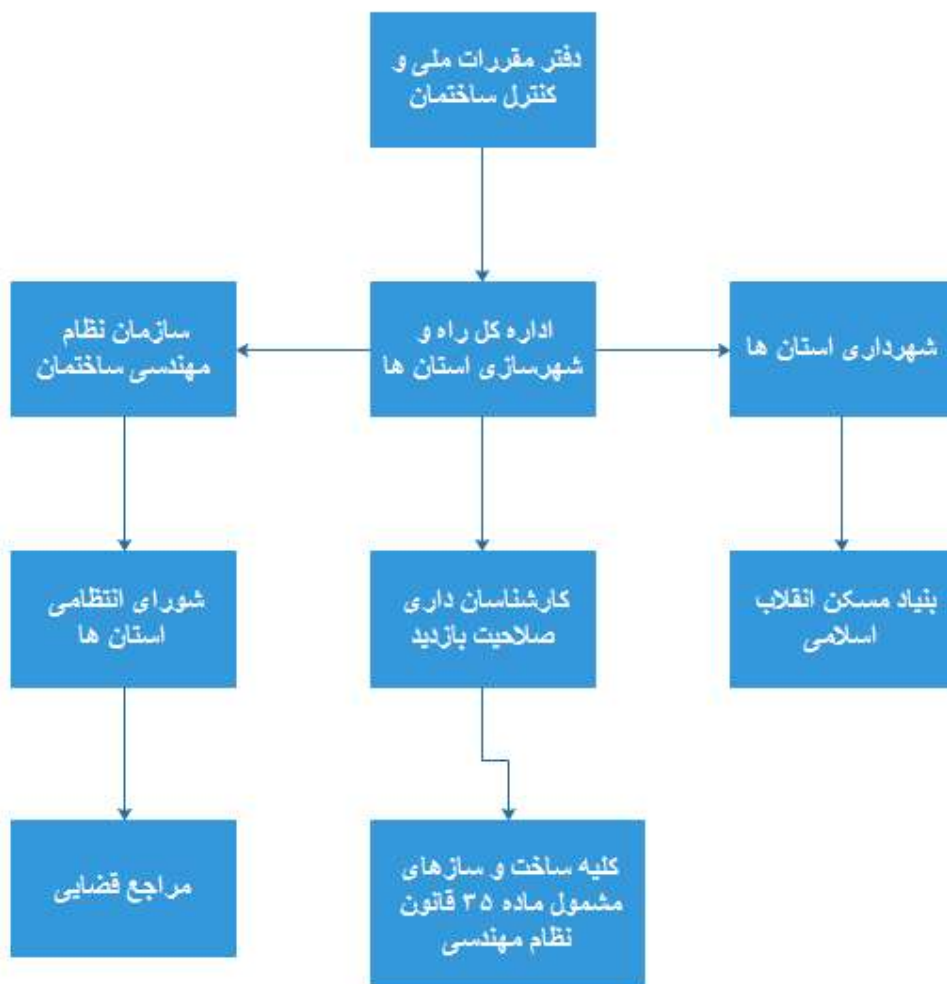 دفتر مقررات ملی و
کنترل ساختمان
شهرداری استان ها
اداره کل راه و
شهرسازی استان ها
سازمان نظام
مهندسی ساختمان
بنیاد مسکن انقلاب
اسلامی
کارشناسان داری
صلاحیت بازدید
شورای انتظامی
استان ها
کلیه ساخت و سازهای
مشمول ماده ۳۵ قانون
نظام مهندسی
مراجع قضایی